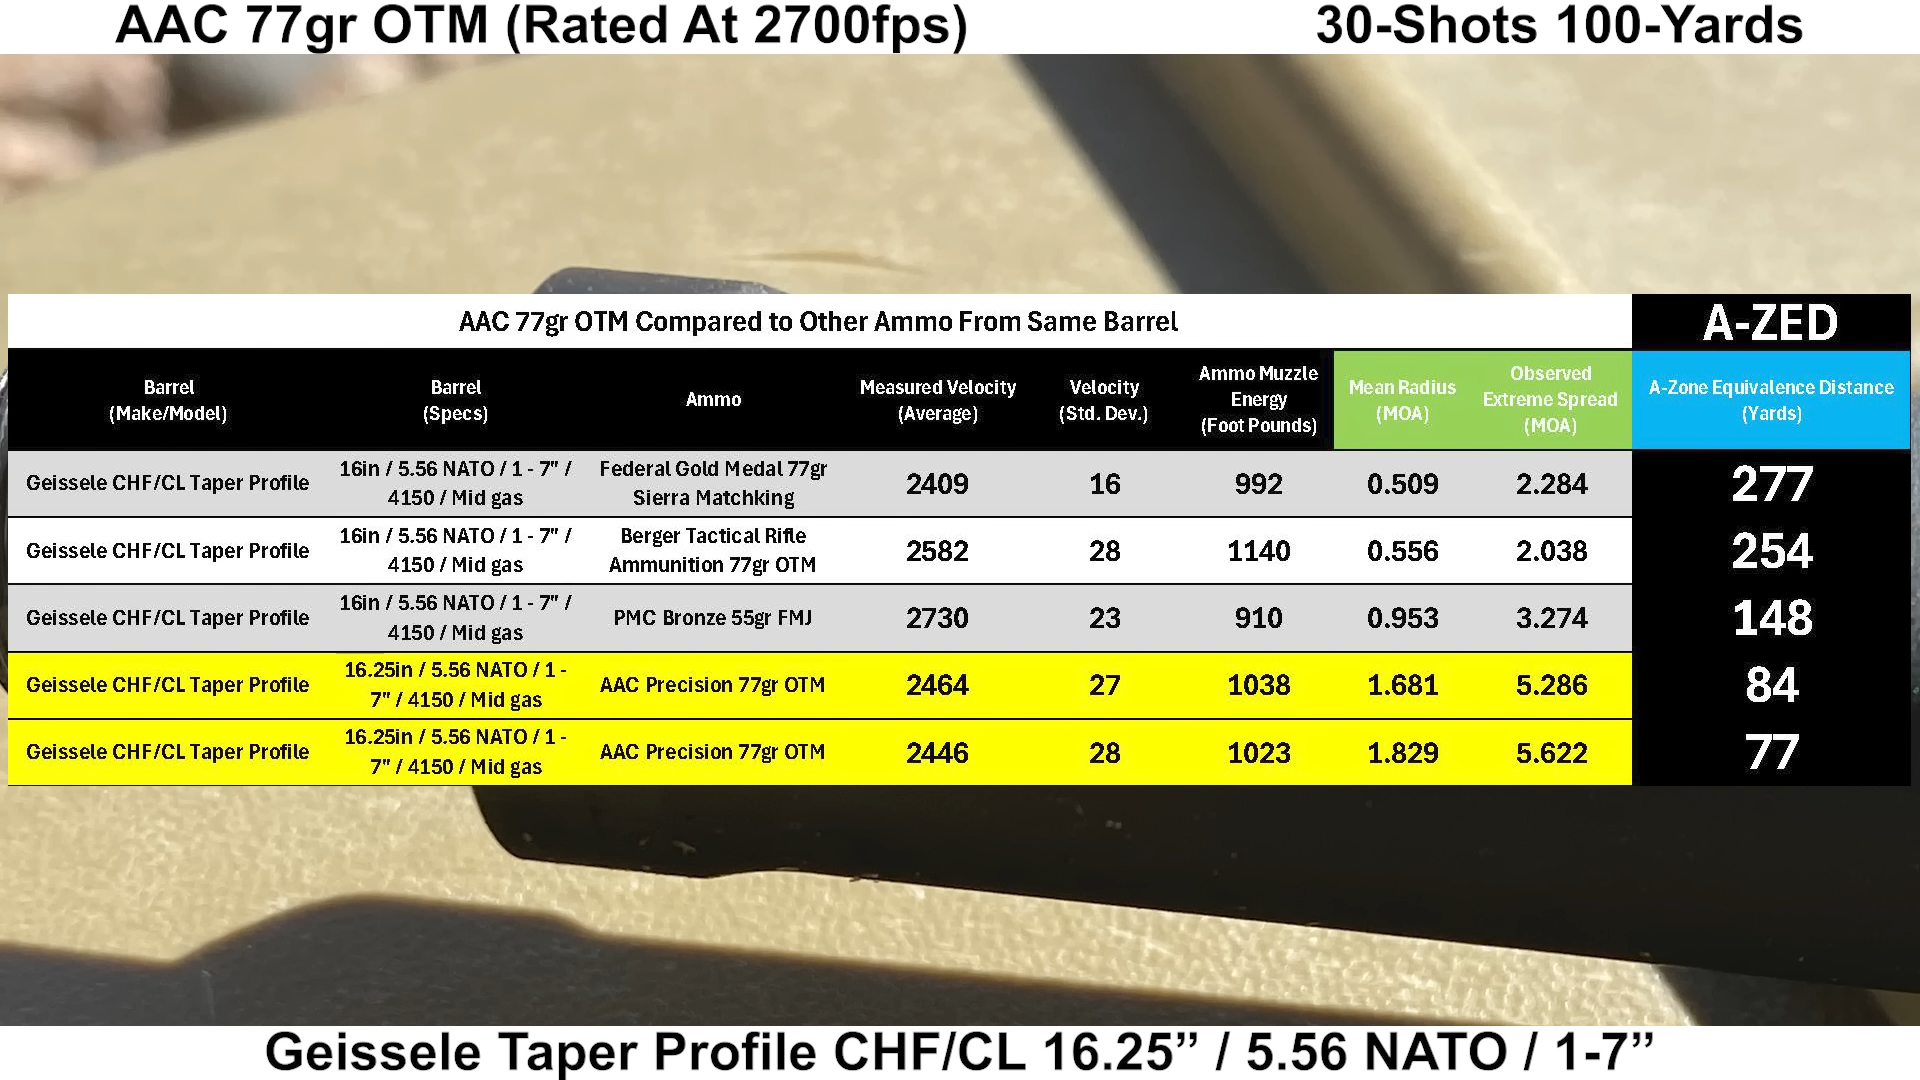 AAC 77gr OTM (Rated At 2700fps)
30-Shots 100-Yards
AAC 77gr OTM Compared to Other Ammo From Same Barrel
A-ZED
Barrel
(Make/Model)
Barrel
(Specs)
Ammo
Measured Velocity
(Average)
Velocity
(Std. Dev.)
Ammo Muzzle
Energy
(Foot Pounds)
Mean Radius
(MOA)
Observed
Extreme Spread
(MOA)
A-Zone Equivalence Distance
(Yards)
Geissele CHF/CL Taper Profile
16in / 5.56 NATO / 1 - 7" /
4150 / Mid gas
Federal Gold Medal 77gr
Sierra Matchking
2409
16
992
0.509
2.284
277
Geissele CHF/CL Taper Profile
16in / 5.56 NATO / 1 - 7" /
4150 / Mid gas
Berger Tactical Rifle
Ammunition 77gr OTM
2582
28
1140
0.556
2.038
254
Geissele CHF/CL Taper Profile
16in / 5.56 NATO / 1 - 7" /
4150 / Mid gas
PMC Bronze 55gr FMJ
2730
23
910
0.953
3.274
148
Geissele CHF/CL Taper Profile
16.25in / 5.56 NATO / 1 -
7" / 4150 / Mid gas
AAC Precision 77gr OTM
2464
27
1038
1.681
5.286
84
Geissele CHF/CL Taper Profile
16.25in / 5.56 NATO / 1 -
7" / 4150 / Mid gas
AAC Precision 77gr OTM
2446
28
1023
1.829
5.622
77
Geissele Taper Profile CHF/CL 16.25” / 5.56 NATO / 1-7”